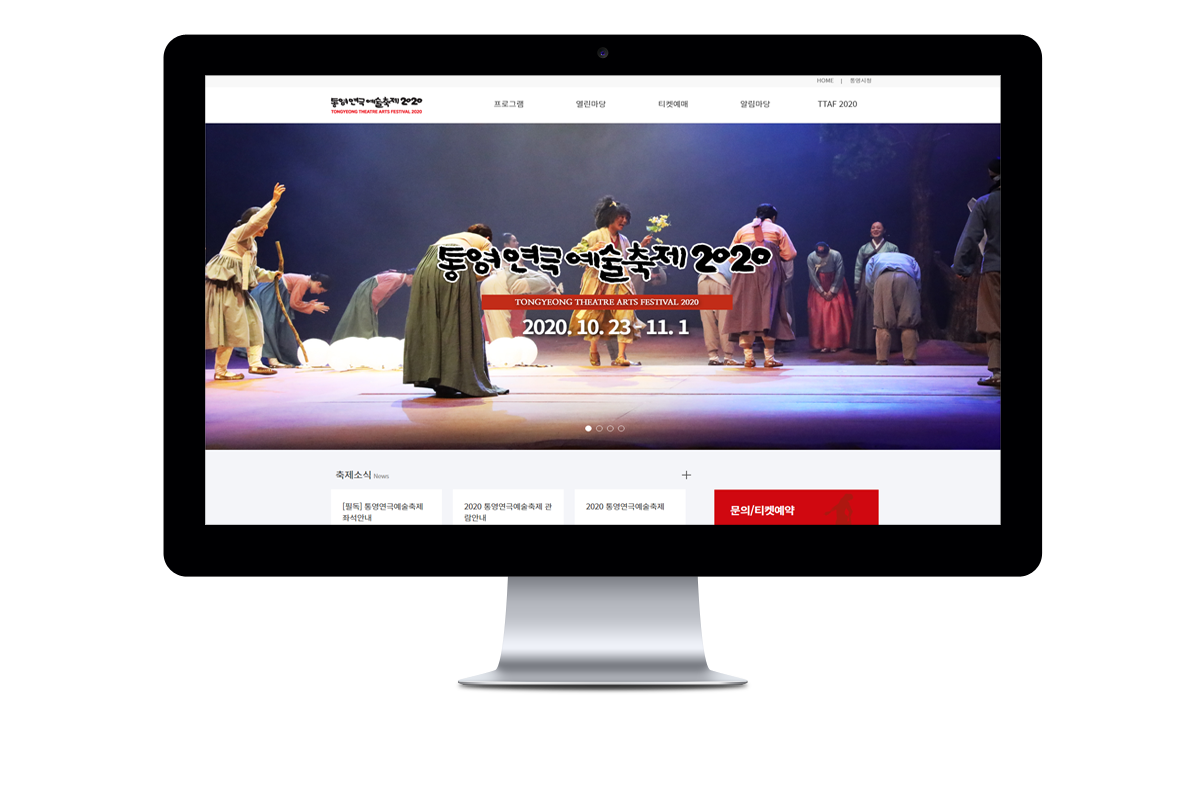 HOME | 통영시청
통영연극예술축제 2020
TONGYEONG THEATRE ARTS FESTIVAL 2020
프로그램 열린마당 티켓예매 알림마당 TTAF 2020
통영연극예술축제 2020
TONGYEONG THEATRE ARTS FESTIVAL 2020
2020. 10. 23 - 11. 1
축제소식 News
[필독] 통영연극예술축제
좌석안내
2020 통영연극예술축제 관
람안내
2020 통영연극예술축제
문의/티켓예약